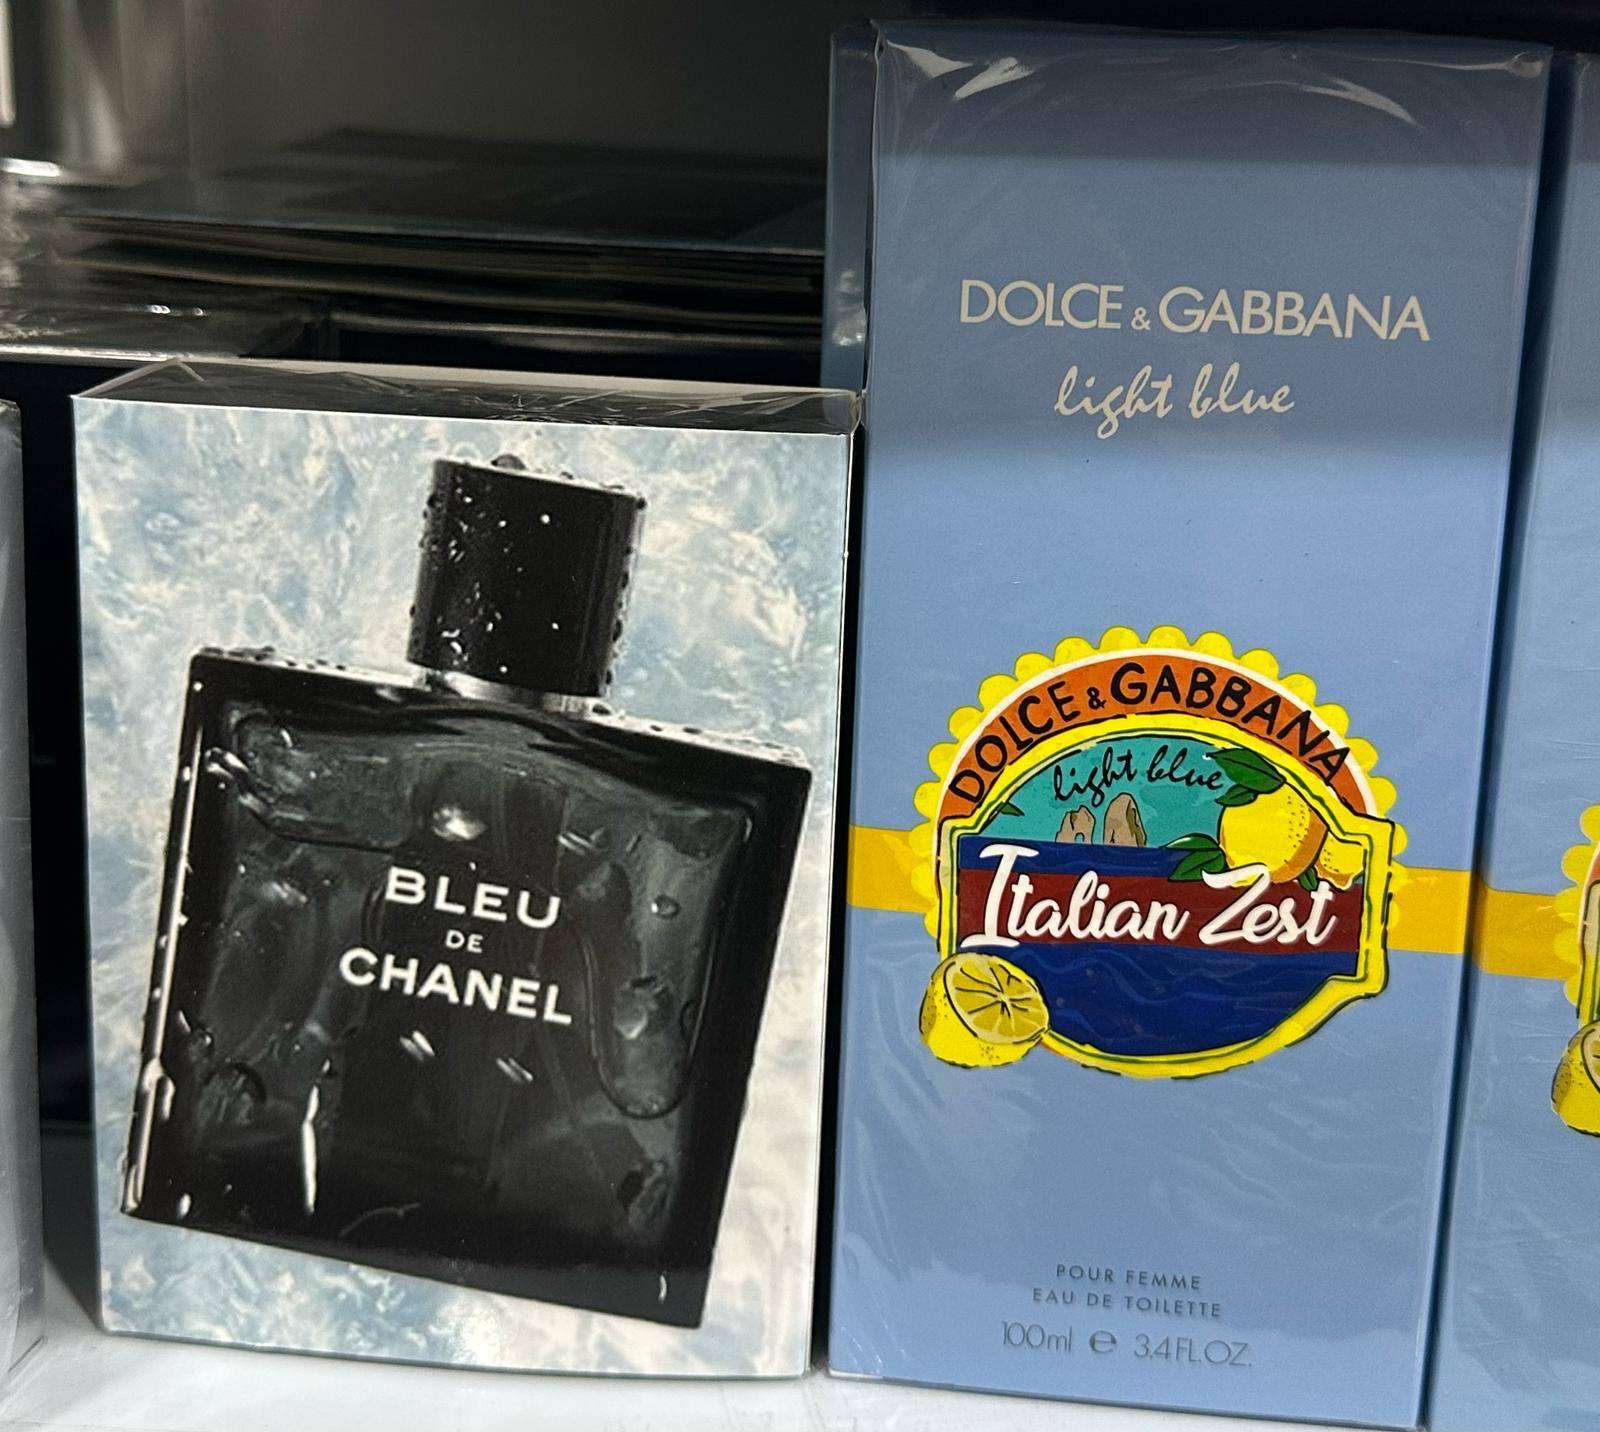 BLEU
DE
CHANEL
DOLCE & GABBANA
light blue
DOLCE & GABBANA
light blue
Italian Zest
POUR FEMME
EAU DE TOILETTE
100ml ℮ 3.4FL.OZ.